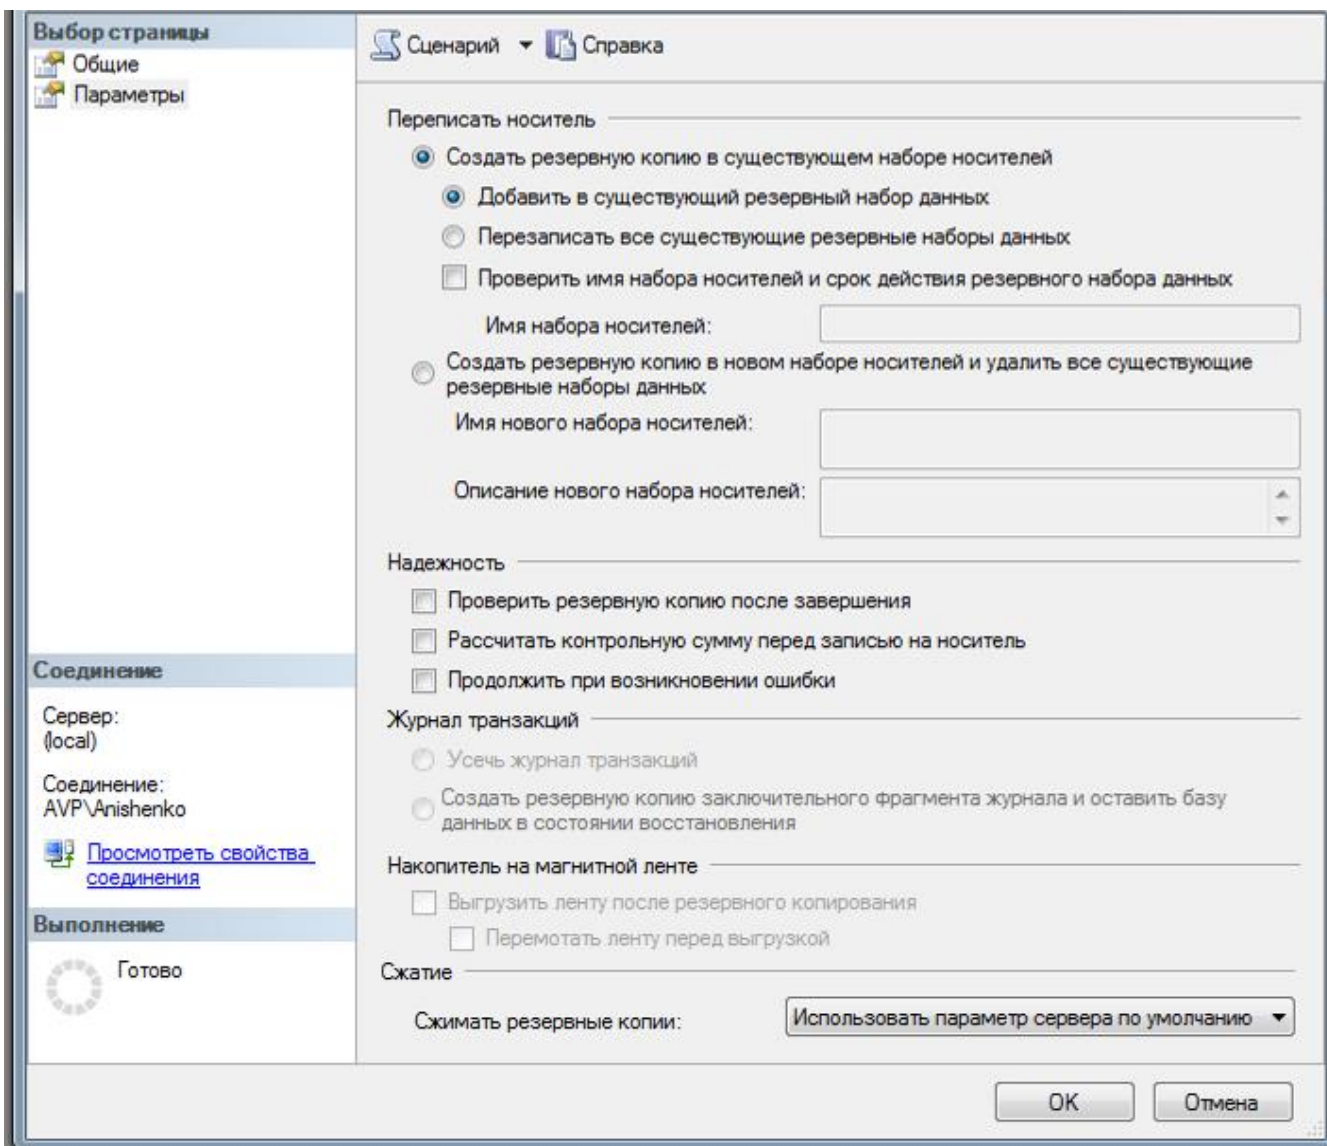 Выбор страницы
Общие
Параметры
Сценарий
Справка
Переписать носитель
Создать резервную копию в существующем наборе носителей
Добавить в существующий резервный набор данных
Перезаписать все существующие резервные наборы данных
Проверить имя набора носителей и срок действия резервного набора данных
Имя набора носителей:
Создать резервную копию в новом наборе носителей и удалить все существующие
резервные наборы данных
Имя нового набора носителей:
Описание нового набора носителей:
Надежность
Проверить резервную копию после завершения
Рассчитать контрольную сумму перед записью на носитель
Продолжить при возникновении ошибки
Журнал транзакций
Усечь журнал транзакций
Создать резервную копию заключительного фрагмента журнала и оставить базу
данных в состоянии восстановления
Накопитель на магнитной ленте
Выгрузить ленту после резервного копирования
Перемотать ленту перед выгрузкой
Сжатие
Сжимать резервные копии:
Использовать параметр сервера по умолчанию
Соединение
Сервер:
(local)
Соединение:
AVP\Anishenko
Просмотреть свойства
соединения
Выполнение
Готово
OK
Отмена